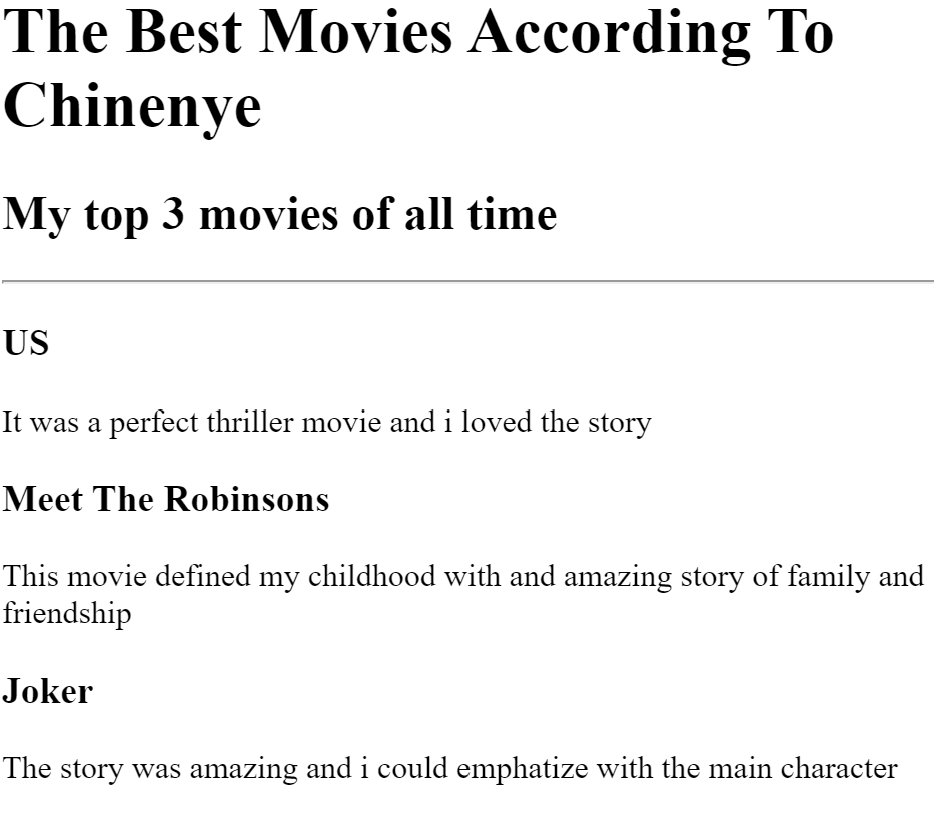 The Best Movies According To
Chinenye
My top 3 movies of all time
US
It was a perfect thriller movie and i loved the story
Meet The Robinsons
This movie defined my childhood with and amazing story of family and
friendship
Joker
The story was amazing and i could emphatize with the main character